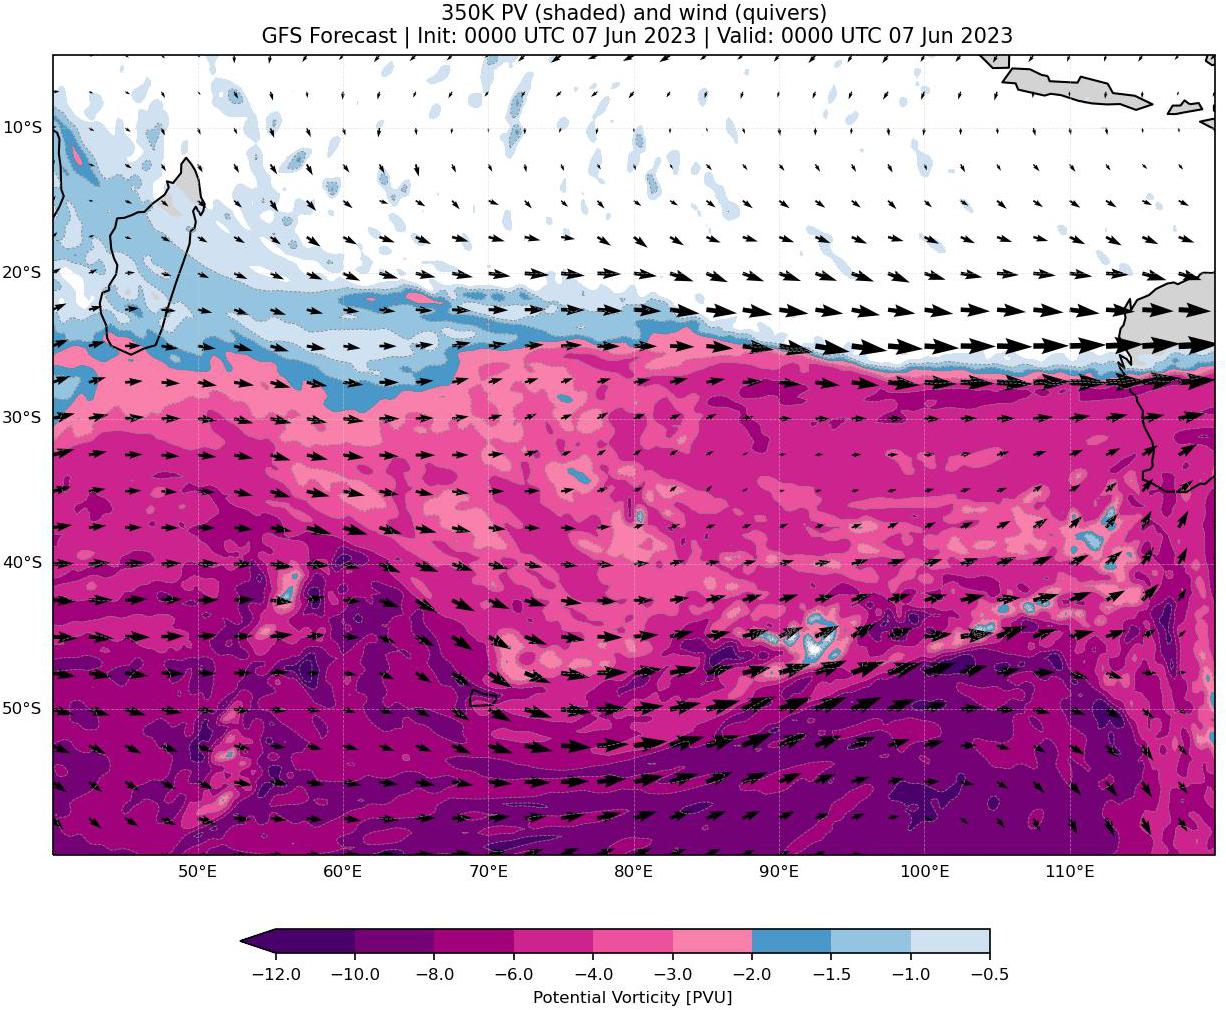 350K PV (shaded) and wind (quivers)
GFS Forecast | Init: 0000 UTC 07 Jun 2023 | Valid: 0000 UTC 07 Jun 2023
10°S
20°S
30°S
40°S
50°S
50°E 60°E 70°E 80°E 90°E 100°E 110°E
−12.0 −10.0 −8.0 −6.0 −4.0 −3.0 −2.0 −1.5 −1.0 −0.5
Potential Vorticity [PVU]